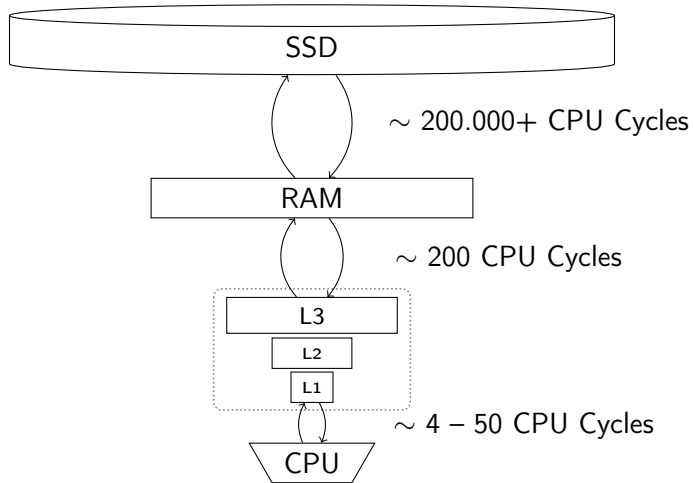 SSD
~ 200.000+ CPU Cycles
RAM
~ 200 CPU Cycles
L3
L2
L1
~ 4 – 50 CPU Cycles
CPU